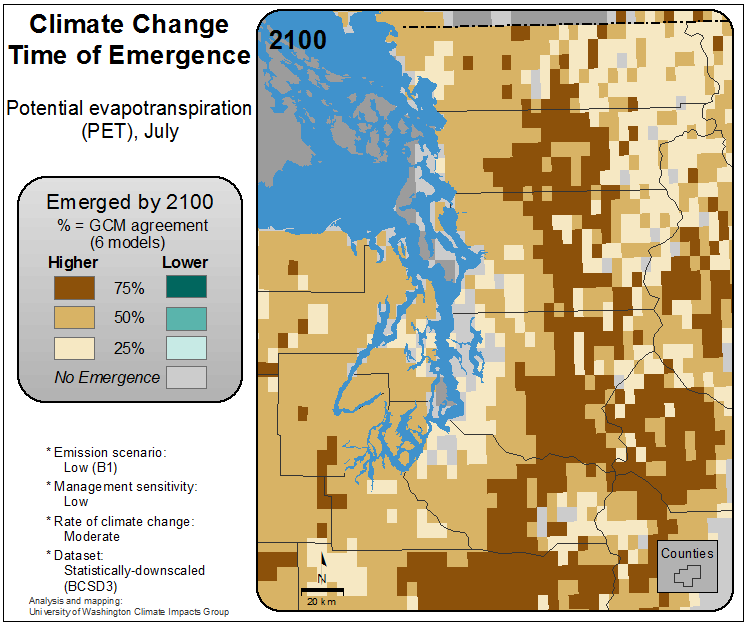 Climate Change
Time of Emergence
Potential evapotranspiration
(PET), July
Emerged by 2100
% = GCM agreement
(6 models)
Higher Lower
75%
50%
25%
No Emergence
* Emission scenario:
Low (B1)
* Management sensitivity:
Low
* Rate of climate change:
Moderate
* Dataset:
Statistically-downscaled
(BCSD3)
Analysis and mapping:
University of Washington Climate Impacts Group
2100
N
20 km
Counties